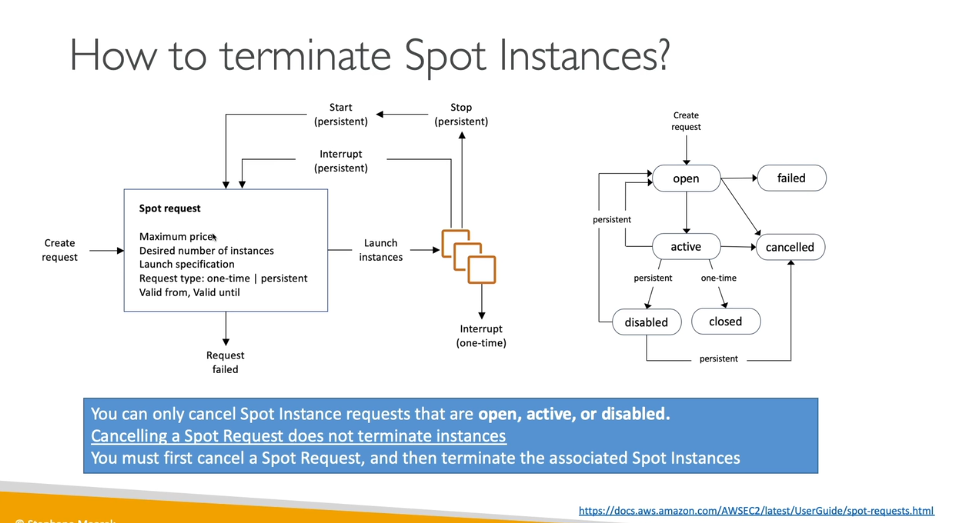 How to terminate Spot Instances?
Start
(persistent)
Stop
(persistent)
Interrupt
(persistent)
Spot request
Maximum price
Desired number of instances
Launch specification
Request type: one-time | persistent
Valid from, Valid until
Create
request
Launch
instances
Interrupt
(one-time)
Request
failed
Create
request
open
failed
persistent
active
cancelled
persistent
one-time
disabled
closed
persistent
You can only cancel Spot Instance requests that are open, active, or disabled.
Cancelling a Spot Request does not terminate instances
You must first cancel a Spot Request, and then terminate the associated Spot Instances
https://docs.aws.amazon.com/AWSEC2/latest/UserGuide/spot-requests.html